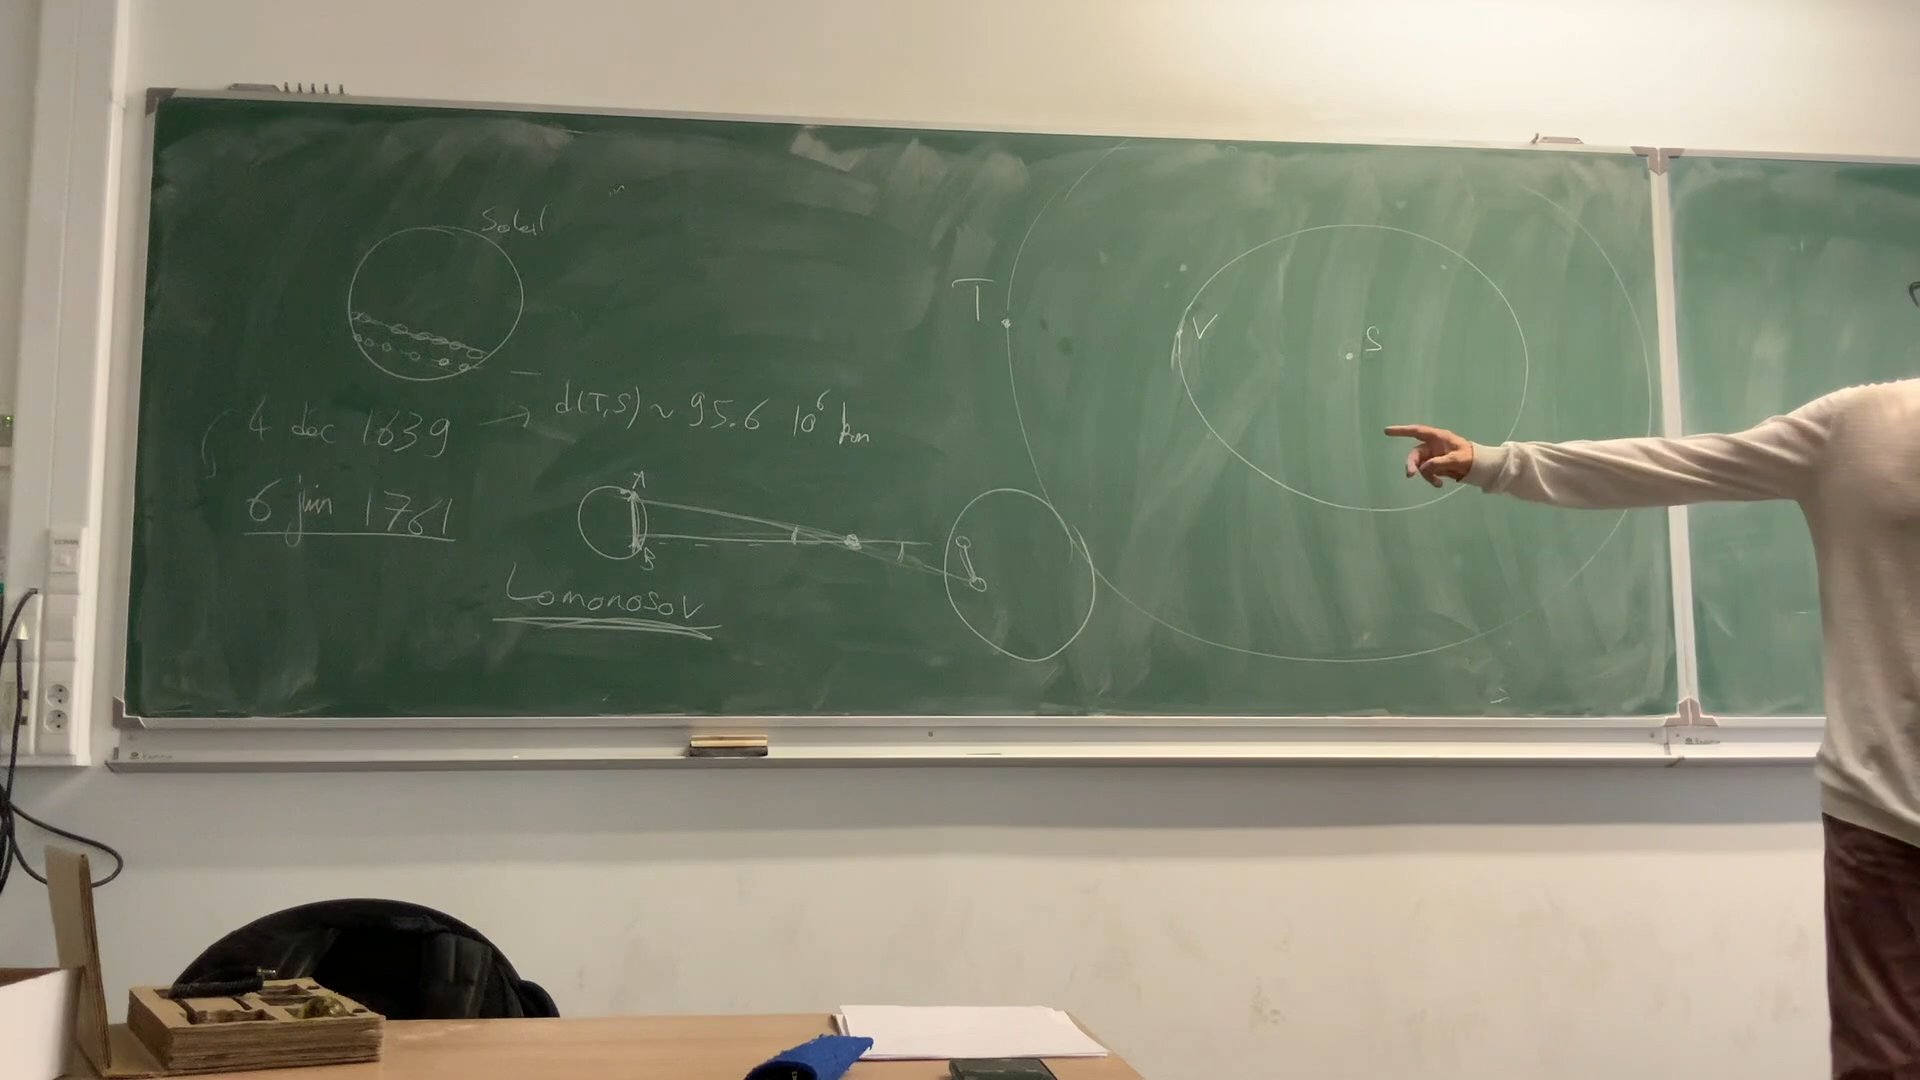 Soleil
4 déc 1639 → d(T,S) ~ 95.6 10⁶ km
6 juin 1761
A
B
Lomonosov
T
V
S